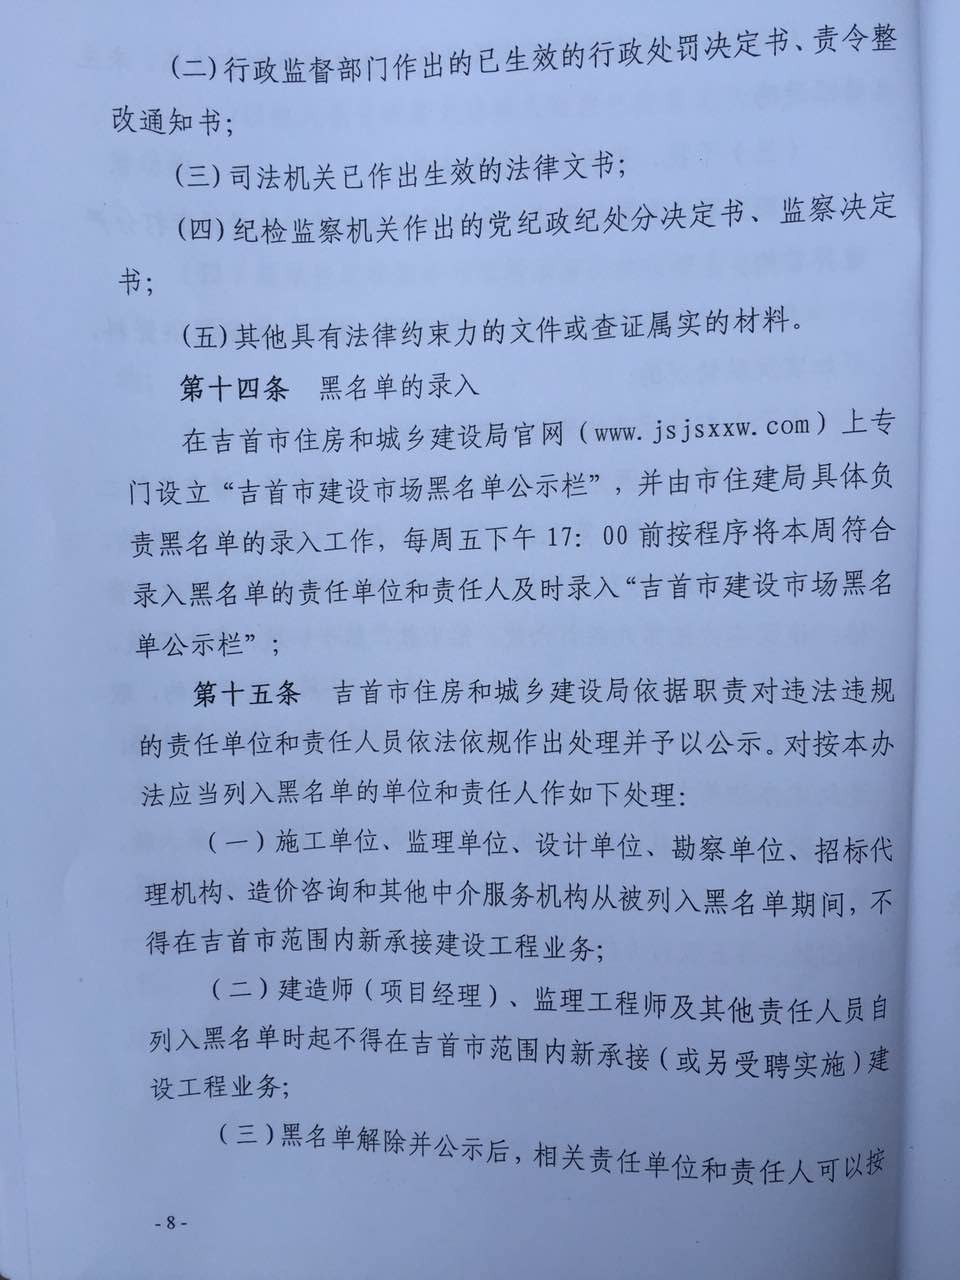 (二)行政监督部门作出的已生效的行政处罚决定书、责令整
改通知书；
(三)司法机关已作出生效的法律文书；
(四)纪检监察机关作出的党纪政纪处分决定书、监察决定
书；
(五)其他具有法律约束力的文件或查证属实的材料。
第十四条　黑名单的录入
在吉首市住房和城乡建设局官网(www.jsjsxxw.com)上专
门设立“吉首市建设市场黑名单公示栏”,并由市住建局具体负
责黑名单的录入工作,每周五下午17：00前按程序将本周符合
录入黑名单的责任单位和责任人及时录入“吉首市建设市场黑名
单公示栏”；
第十五条　吉首市住房和城乡建设局依据职责对违法违规
的责任单位和责任人员依法依规作出处理并予以公示。对按本办
法应当列入黑名单的单位和责任人作如下处理：
(一)施工单位、监理单位、设计单位、勘察单位、招标代
理机构、造价咨询和其他中介服务机构从被列入黑名单期间,不
得在吉首市范围内新承接建设工程业务；
(二)建造师(项目经理)、监理工程师及其他责任人员自
列入黑名单时起不得在吉首市范围内新承接(或另受聘实施)建
设工程业务；
(三)黑名单解除并公示后,相关责任单位和责任人可以按
- 8 -